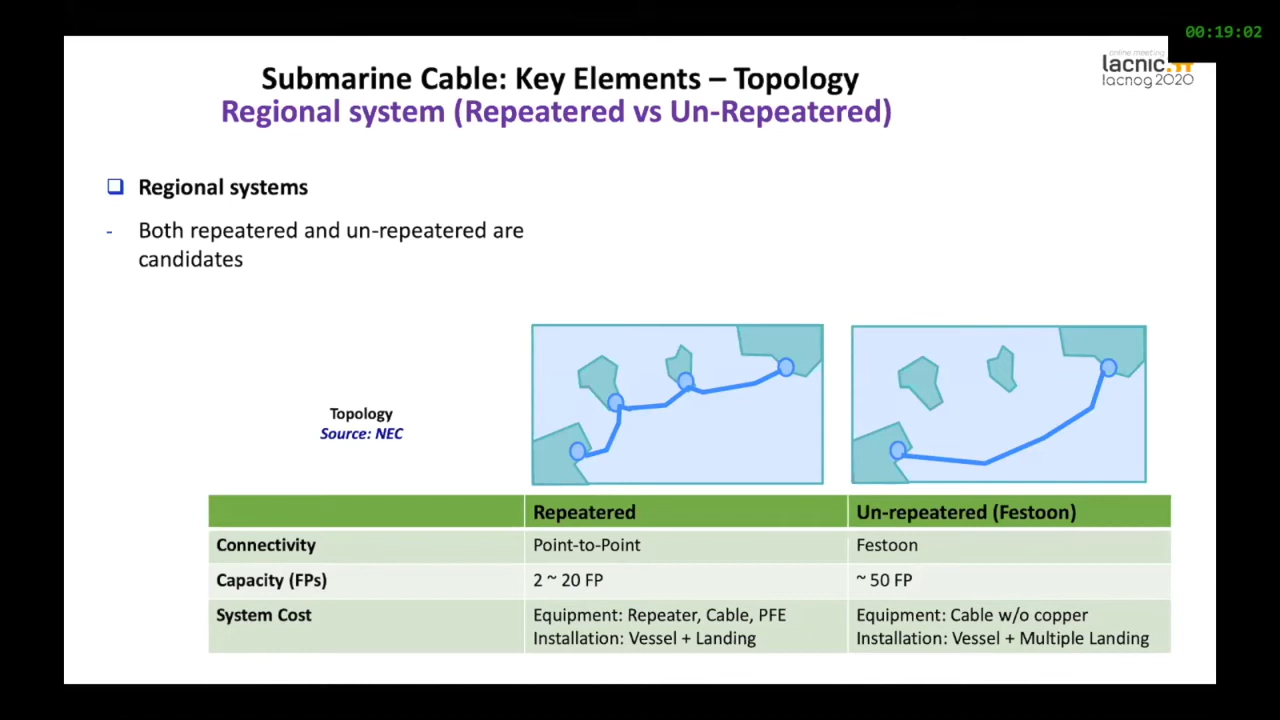 00:19:02
online meeting
lacnic.34
lacnog 2020
Submarine Cable: Key Elements – Topology
Regional system (Repeatered vs Un-Repeatered)
Regional systems
- Both repeatered and un-repeatered are
candidates
Topology
Source: NEC
Repeatered Un-repeatered (Festoon)
Connectivity Point-to-Point Festoon
Capacity (FPs) 2 ~ 20 FP ~ 50 FP
System Cost Equipment: Repeater, Cable, PFE Equipment: Cable w/o copper
Installation: Vessel + Landing Installation: Vessel + Multiple Landing